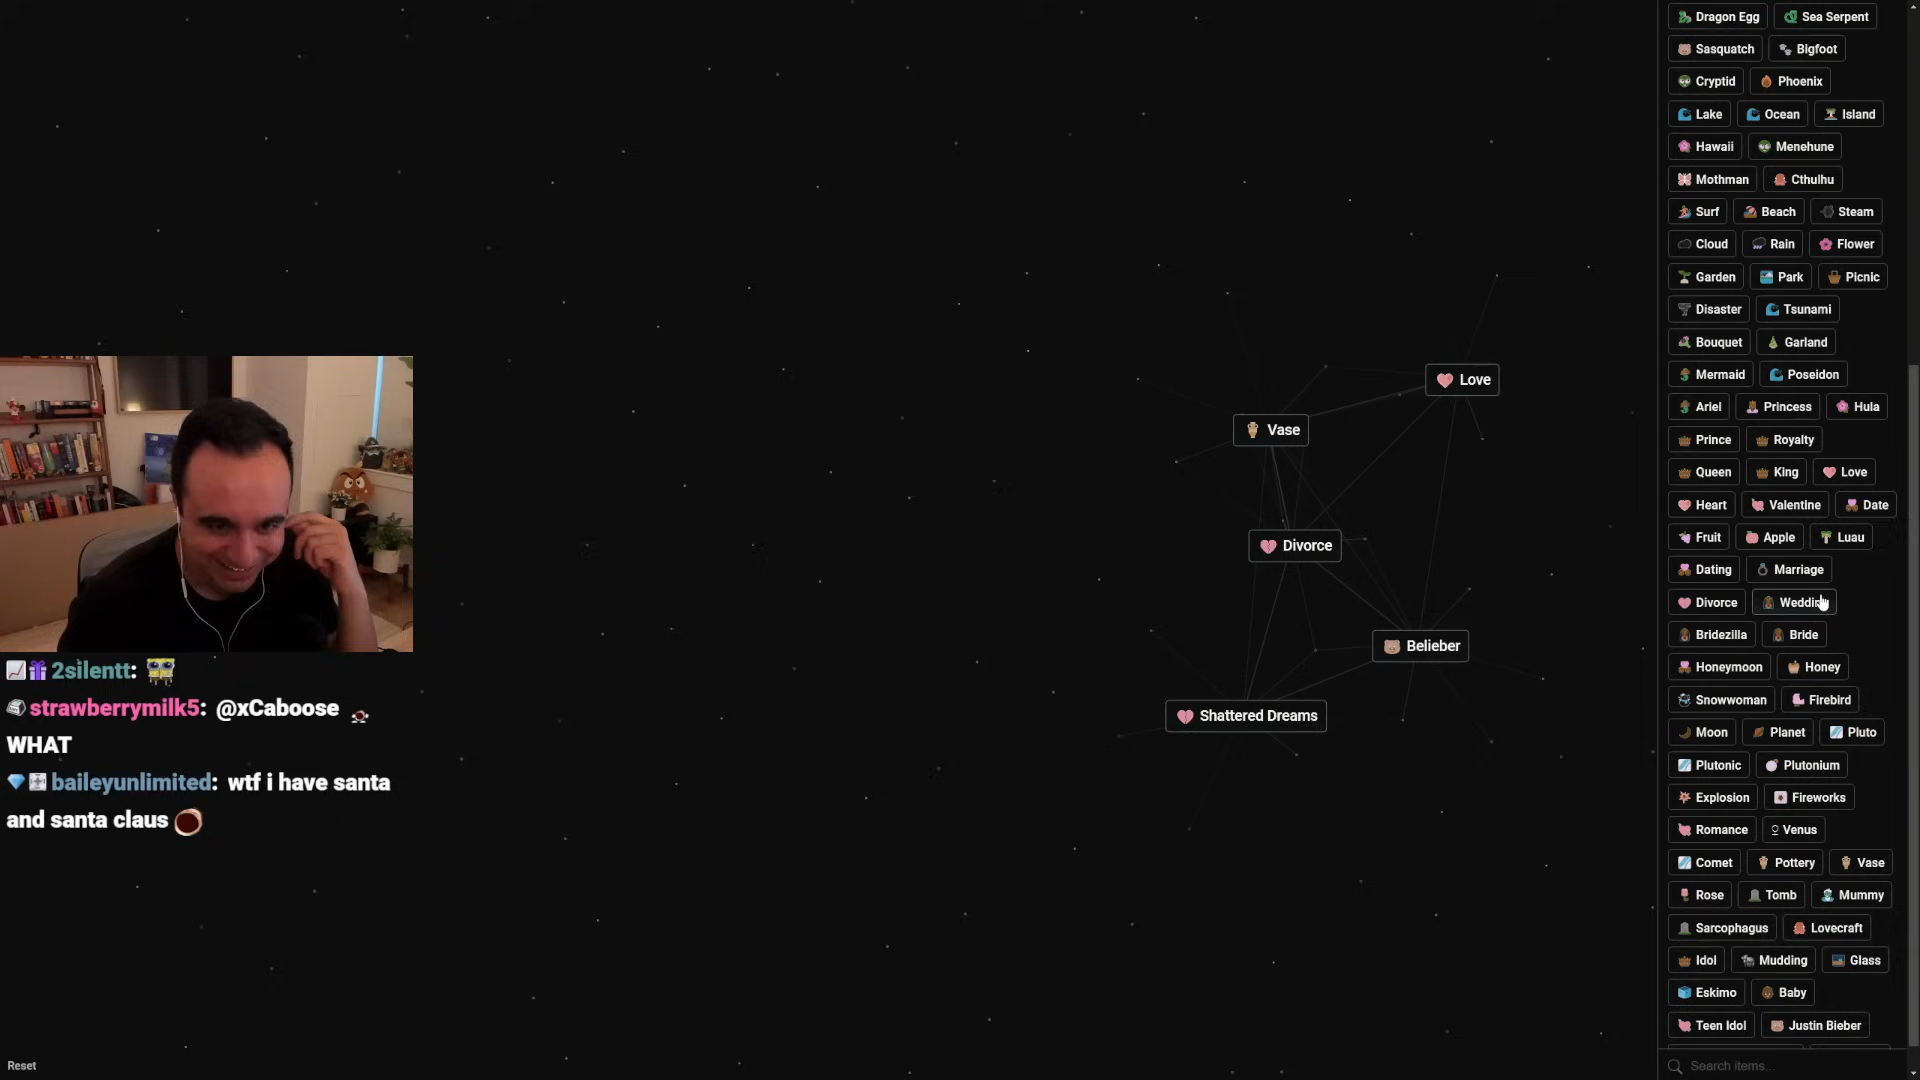 Dragon Egg Sea Serpent
Sasquatch Bigfoot
Cryptid Phoenix
Lake Ocean Island
Hawaii Menehune
Mothman Cthulhu
Surf Beach Steam
Cloud Rain Flower
Garden Park Picnic
Disaster Tsunami
Bouquet Garland
Mermaid Poseidon
Ariel Princess Hula
Prince Royalty
Queen King Love
Heart Valentine Date
Fruit Apple Luau
Dating Marriage
Divorce
Bridezilla Bride
Honeymoon Honey
Snowwoman Firebird
Moon Planet Pluto
Plutonic Plutonium
Explosion Fireworks
Romance Venus
Comet Pottery Vase
Rose Tomb Mummy
Sarcophagus Lovecraft
Idol Mudding Glass
Eskimo Baby
Teen Idol Justin Bieber
Search items...
Love
Vase
Divorce
Belieber
Shattered Dreams
2silentt:
strawberrymilk5: @xCaboose
WHAT
baileyunlimited: wtf i have santa
and santa claus
Reset